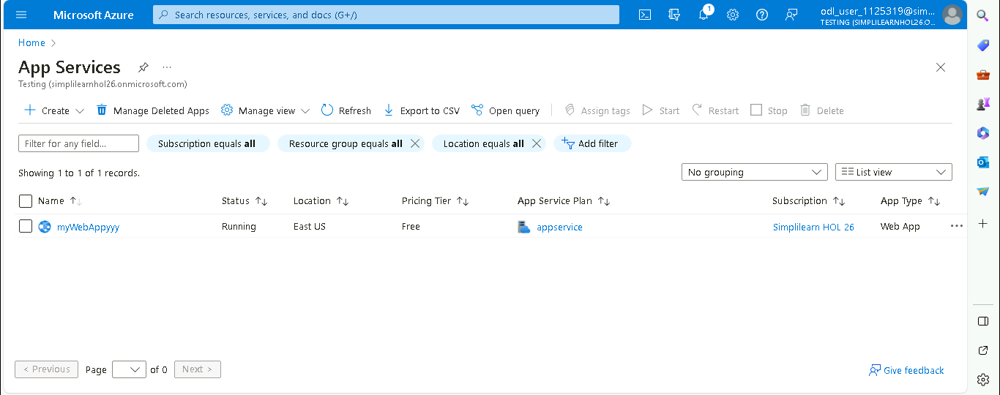 Microsoft Azure
Search resources, services, and docs (G+/)
1
odl_user_1125319@sim...
TESTING (SIMPLILEARNHOL26.O...
Home
App Services
Testing (simplilearnhol26.onmicrosoft.com)
Create
Manage Deleted Apps
Manage view
Refresh
Export to CSV
Open query
Assign tags
Start
Restart
Stop
Delete
Filter for any field...
Subscription equals all
Resource group equals all
Location equals all
Add filter
Showing 1 to 1 of 1 records.
No grouping
List view
Name Status Location Pricing Tier App Service Plan Subscription App Type
myWebAppyyy Running East US Free appservice Simplilearn HOL 26 Web App
< Previous Page of 0 Next >
Give feedback